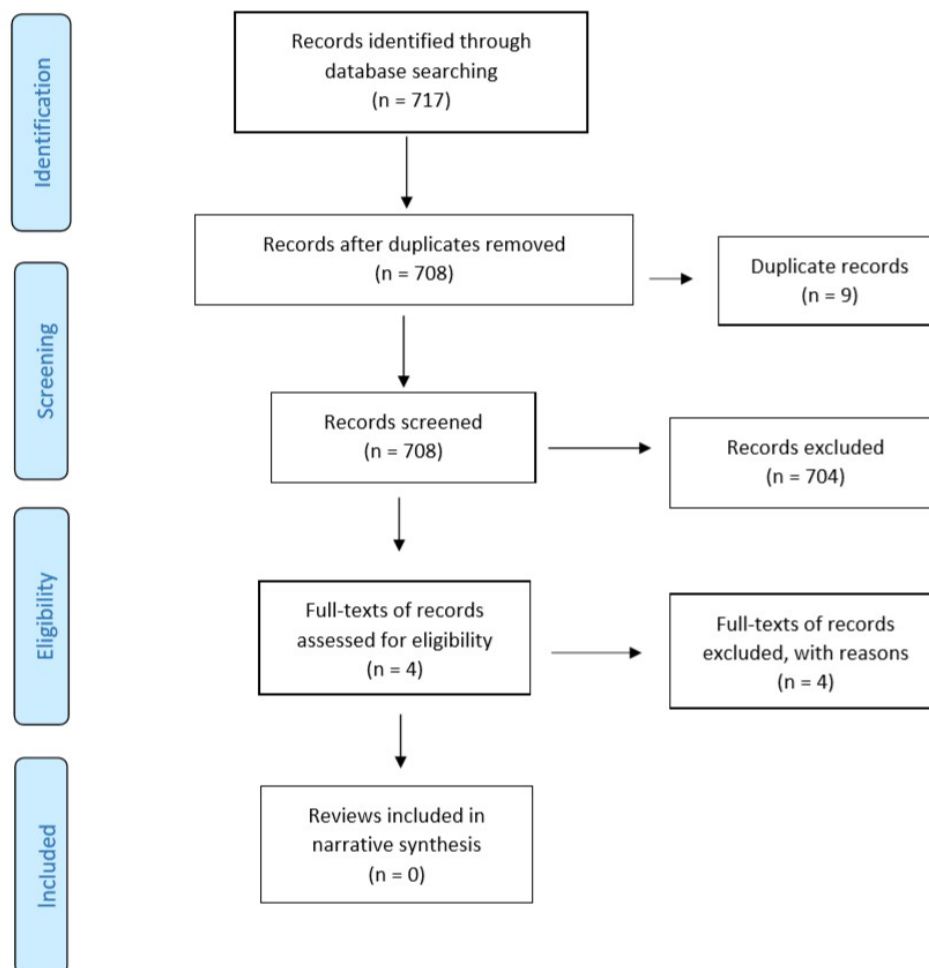 Identification
Records identified through
database searching
(n = 717)
Records after duplicates removed
(n = 708)
Duplicate records
(n = 9)
Screening
Records screened
(n = 708)
Records excluded
(n = 704)
Eligibility
Full-texts of records
assessed for eligibility
(n = 4)
Full-texts of records
excluded, with reasons
(n = 4)
Included
Reviews included in
narrative synthesis
(n = 0)